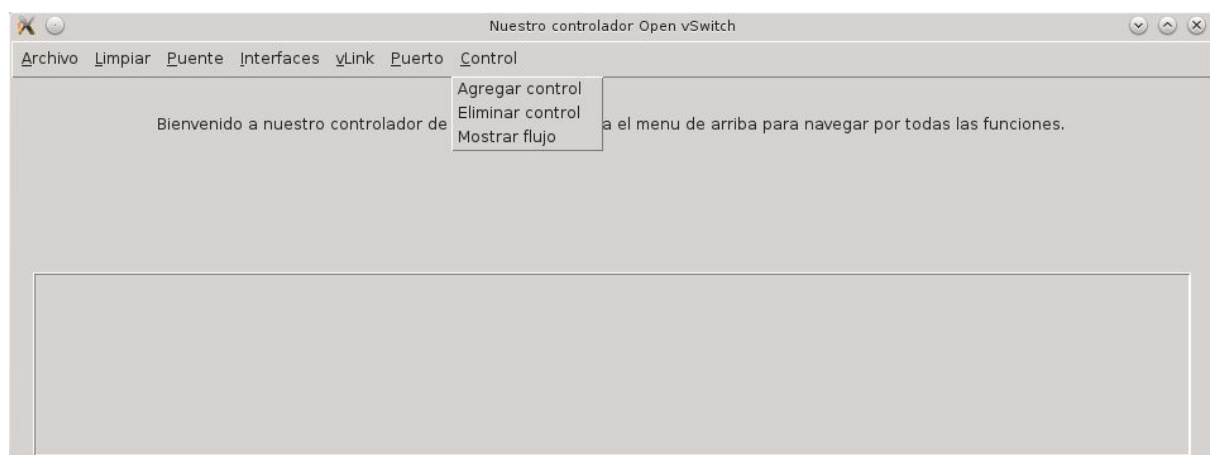 Nuestro controlador Open vSwitch
Archivo Limpiar Puente Interfaces vLink Puerto Control
Agregar control
Eliminar control
Mostrar flujo
Bienvenido a nuestro controlador de a el menu de arriba para navegar por todas las funciones.